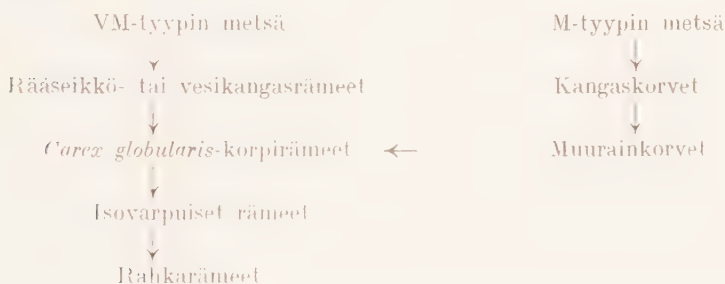 VM-tyypin metsä M-tyypin metsä
Rääseikkö- tai vesikangasrämeet Kangaskorvet
Carex globularis-korpirämeet ← Muurainkorvet
Isovarpuiset rämeet
Rahkarämeet